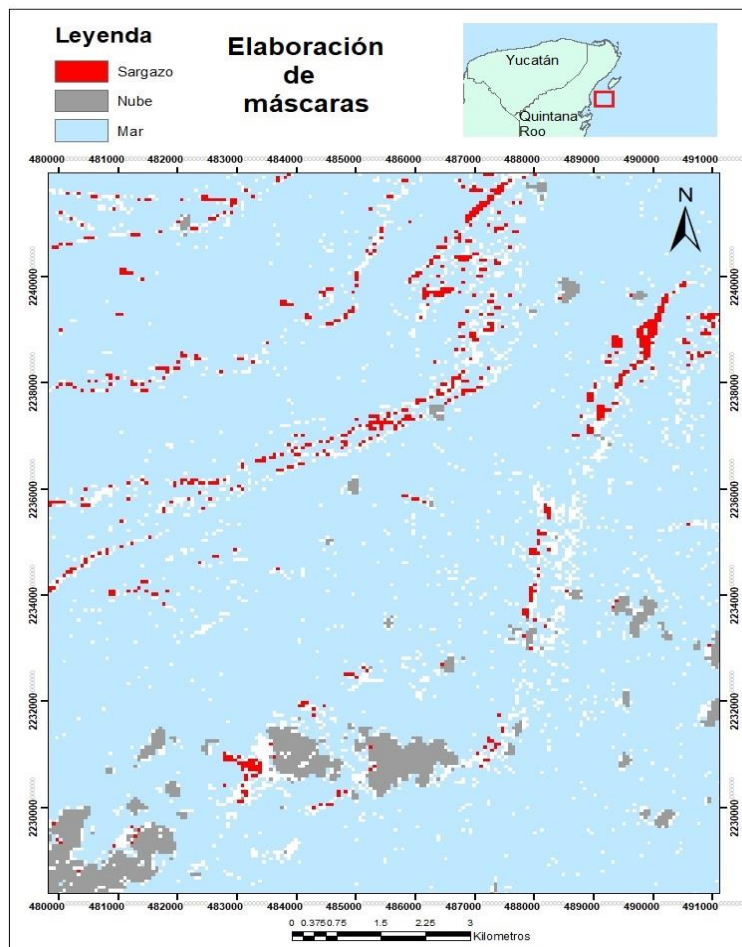 Leyenda
Sargazo
Nube
Mar
Elaboración
de
máscaras
Yucatán
Quintana
Roo
480000 481000 482000 483000 484000 485000 486000 487000 488000 489000 490000 491000
N
2240000 2240000
2238000 2238000
2236000 2236000
2234000 2234000
2232000 2232000
2230000 2230000
480000 481000 482000 483000 484000 485000 486000 487000 488000 489000 490000 491000
0 0.375 0.75 1.5 2.25 3
Kilometros